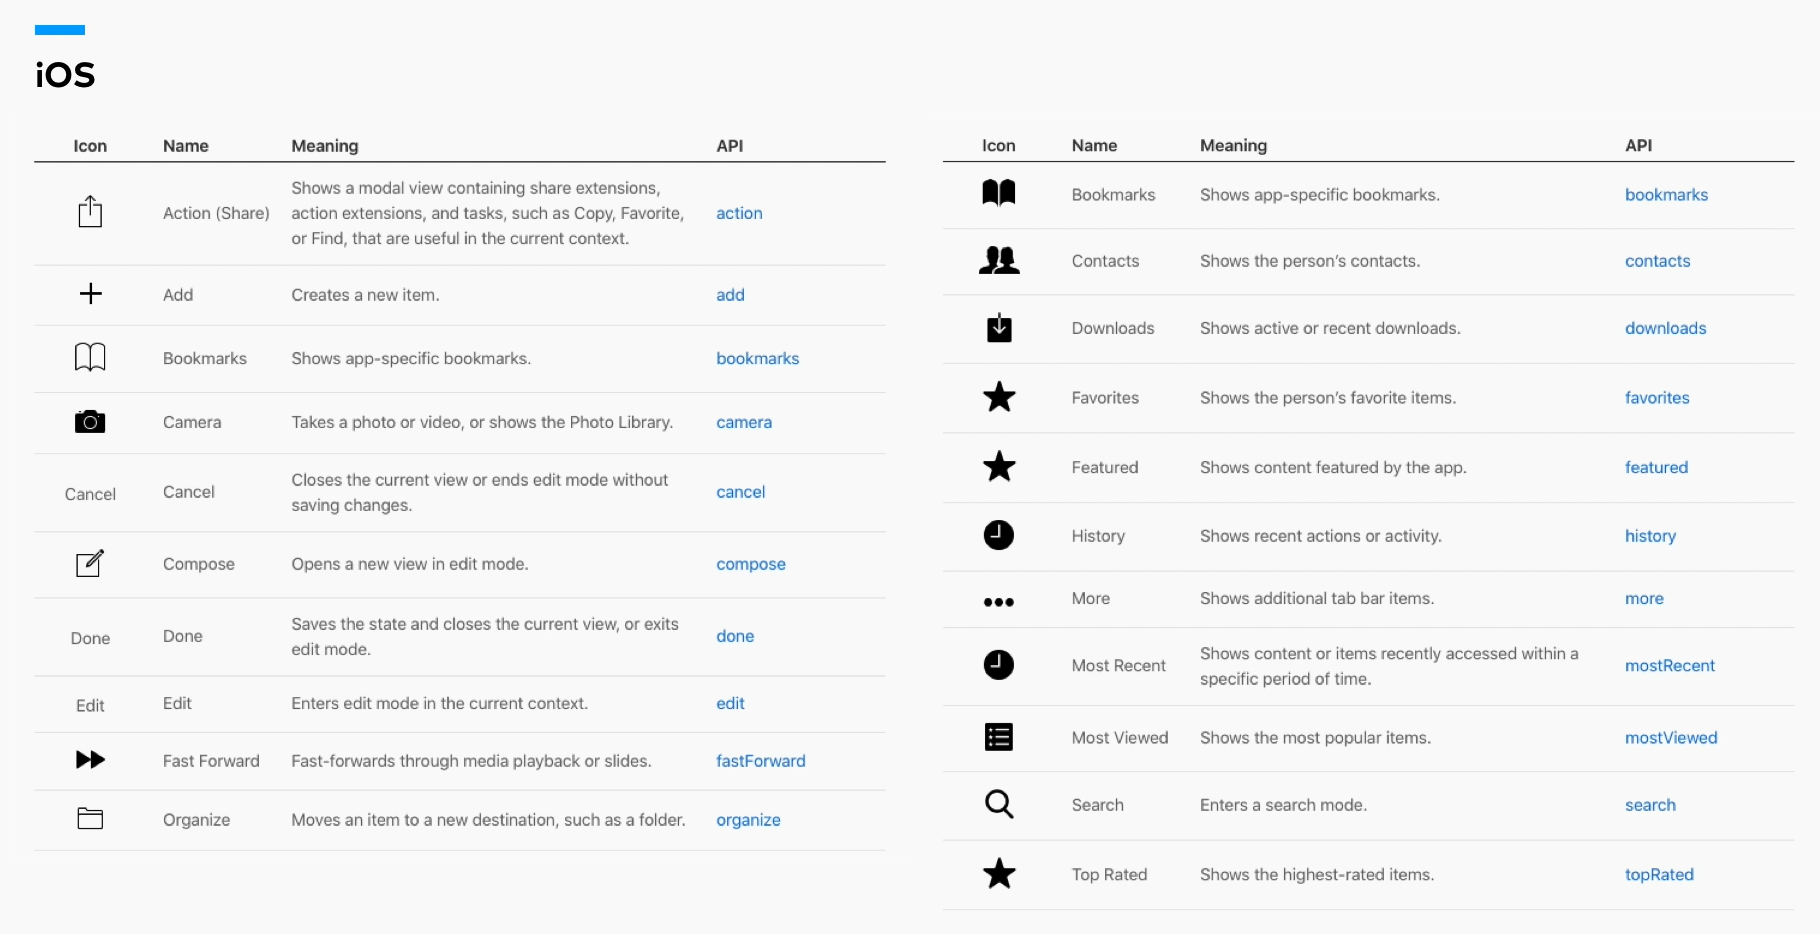 iOS
Icon Name Meaning API
Shows a modal view containing share extensions,
Action (Share) action extensions, and tasks, such as Copy, Favorite, action
or Find, that are useful in the current context.
Add Creates a new item. add
Bookmarks Shows app-specific bookmarks. bookmarks
Camera Takes a photo or video, or shows the Photo Library. camera
Closes the current view or ends edit mode without
Cancel Cancel cancel
saving changes.
Compose Opens a new view in edit mode. compose
Saves the state and closes the current view, or exits
Done Done done
edit mode.
Edit Edit Enters edit mode in the current context. edit
Fast Forward Fast-forwards through media playback or slides. fastForward
Organize Moves an item to a new destination, such as a folder. organize
Icon Name Meaning API
Bookmarks Shows app-specific bookmarks. bookmarks
Contacts Shows the person’s contacts. contacts
Downloads Shows active or recent downloads. downloads
Favorites Shows the person’s favorite items. favorites
Featured Shows content featured by the app. featured
History Shows recent actions or activity. history
More Shows additional tab bar items. more
Shows content or items recently accessed within a
Most Recent mostRecent
specific period of time.
Most Viewed Shows the most popular items. mostViewed
Search Enters a search mode. search
Top Rated Shows the highest-rated items. topRated